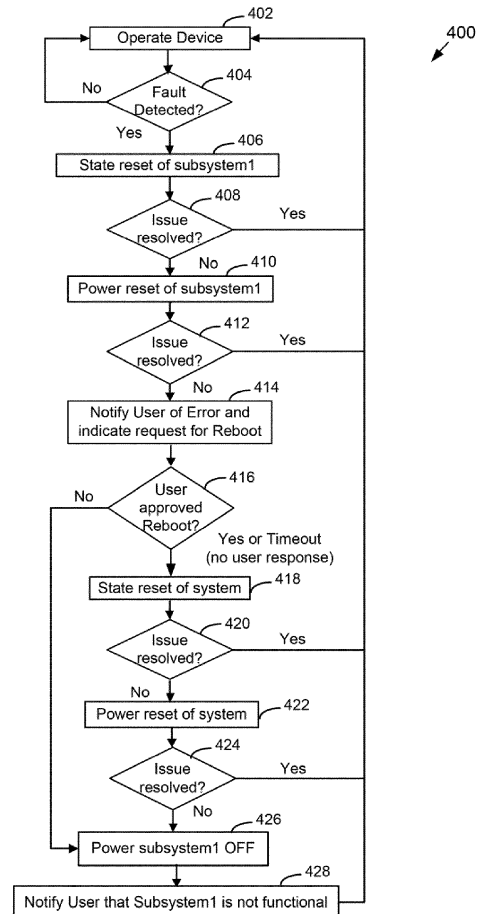 402
Operate Device
400
404
No
Fault
Detected?
Yes
406
State reset of subsystem1
408
Issue
resolved?
Yes
No
410
Power reset of subsystem1
412
Issue
resolved?
Yes
No
414
Notify User of Error and
indicate request for Reboot
416
No
User
approved
Reboot?
Yes or Timeout
(no user response)
State reset of system
418
420
Issue
resolved?
Yes
No
Power reset of system
422
424
Issue
resolved?
Yes
No
426
Power subsystem1 OFF
428
Notify User that Subsystem1 is not functional